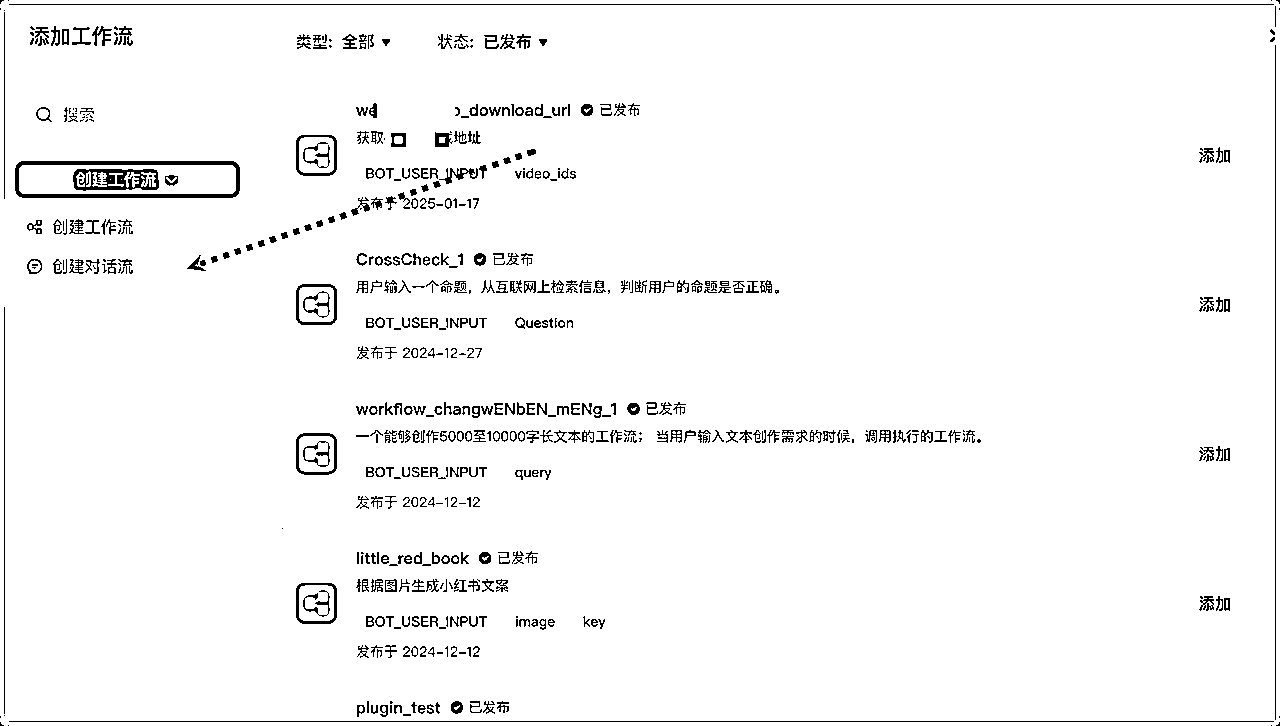 添加工作流
类型: 全部
状态: 已发布
搜索
创建工作流
创建工作流
创建对话流
_download_url 已发布
获取 地址
BOT_USER_INPUT video_ids
发布于 2025-01-17
添加
CrossCheck_1 已发布
用户输入一个命题，从互联网上检索信息，判断用户的命题是否正确。
BOT_USER_INPUT Question
发布于 2024-12-27
添加
workflow_changwENbEN_mENg_1 已发布
一个能够创作5000至10000字长文本的工作流； 当用户输入文本创作需求的时候，调用执行的工作流。
BOT_USER_INPUT query
发布于 2024-12-12
添加
little_red_book 已发布
根据图片生成小红书文案
BOT_USER_INPUT image key
发布于 2024-12-12
添加
plugin_test 已发布